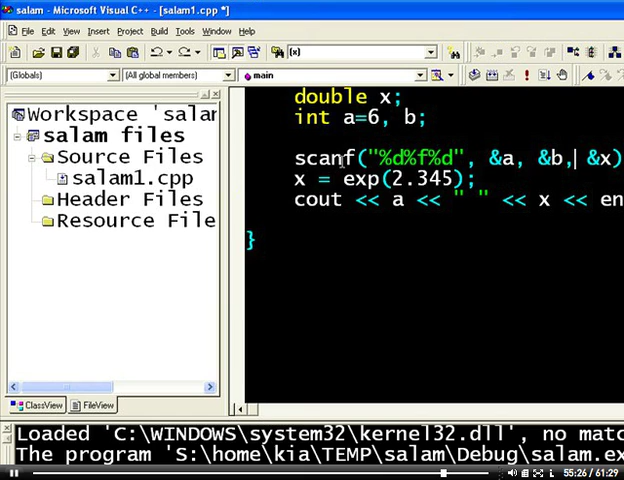 salam - Microsoft Visual C++ - [salam1.cpp *]
File Edit View Insert Project Build Tools Window Help
(x)
(Globals) (All global members) main
Workspace 'salam
salam files
Source Files
salam1.cpp
Header Files
Resource File
double x;
int a=6, b;
scanf("%d%f%d", &a, &b, &x)
x = exp(2.345);
cout << a << " " << x << en
}
ClassView FileView
Loaded 'C:\WINDOWS\system32\kernel32.dll', no matc
The program 'S:\home\kia\TEMP\salam\Debug\salam.ex
55:26 / 61:29